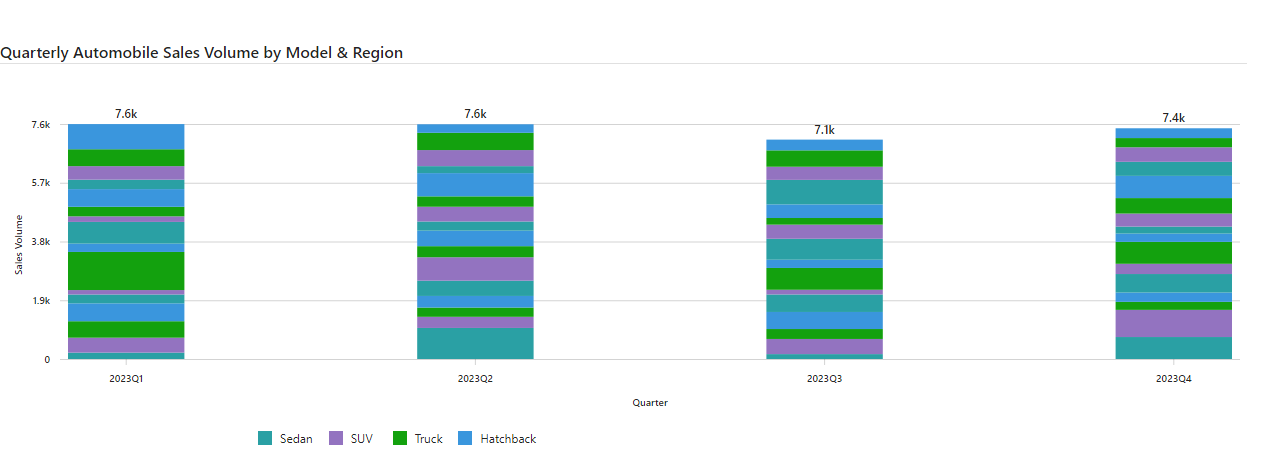 Quarterly Automobile Sales Volume by Model & Region
7.6k 7.6k 7.1k 7.4k
7.6k
5.7k
3.8k
1.9k
0
Sales Volume
2023Q1 2023Q2 2023Q3 2023Q4
Quarter
Sedan SUV Truck Hatchback